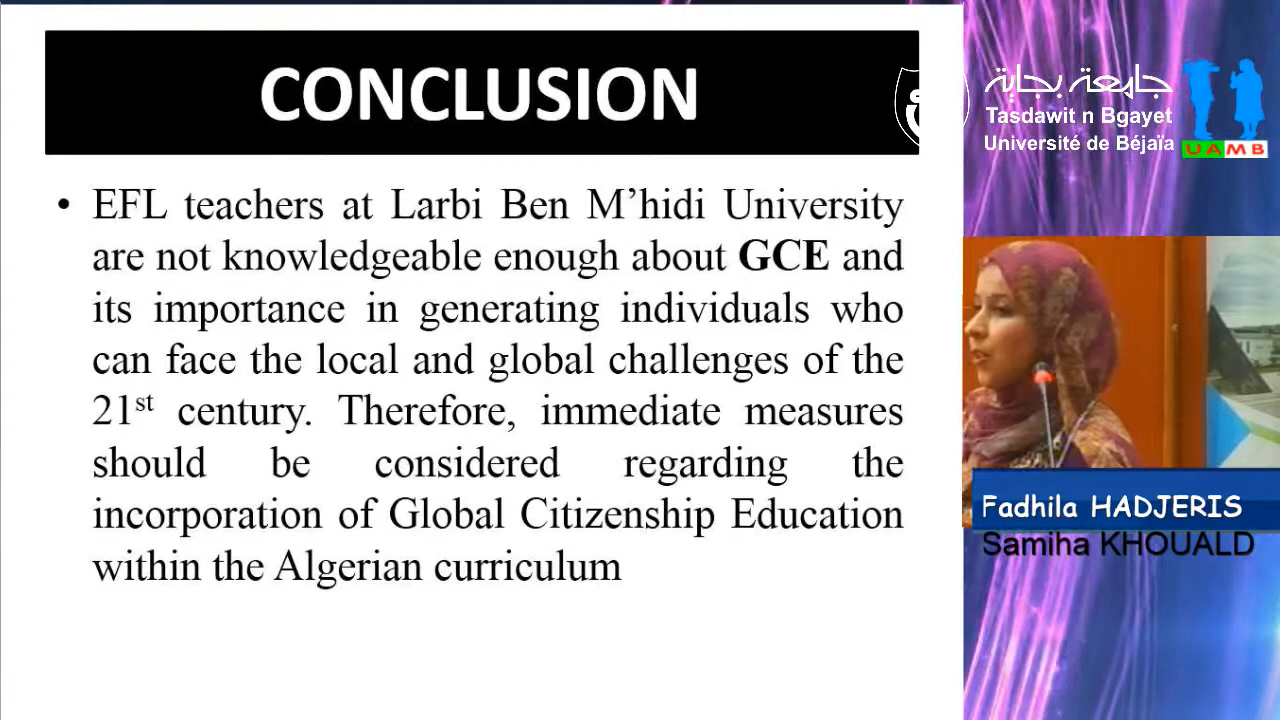 CONCLUSION
• EFL teachers at Larbi Ben M’hidi University
are not knowledgeable enough about GCE and
its importance in generating individuals who
can face the local and global challenges of the
21st century. Therefore, immediate measures
should be considered regarding the
incorporation of Global Citizenship Education
within the Algerian curriculum
جامعة بجاية
Tasdawit n Bgayet
Université de Béjaïa
UAMB
Fadhila HADJERIS
Samiha KHOUALD